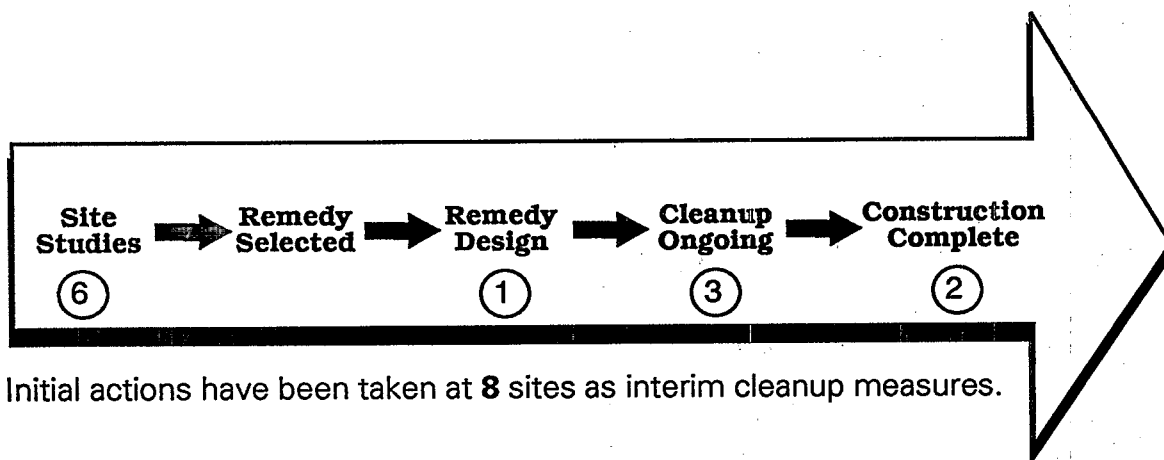 Site Studies
Remedy Selected
Remedy Design
Cleanup Ongoing
Construction Complete
6
1
3
2
Initial actions have been taken at 8 sites as interim cleanup measures.